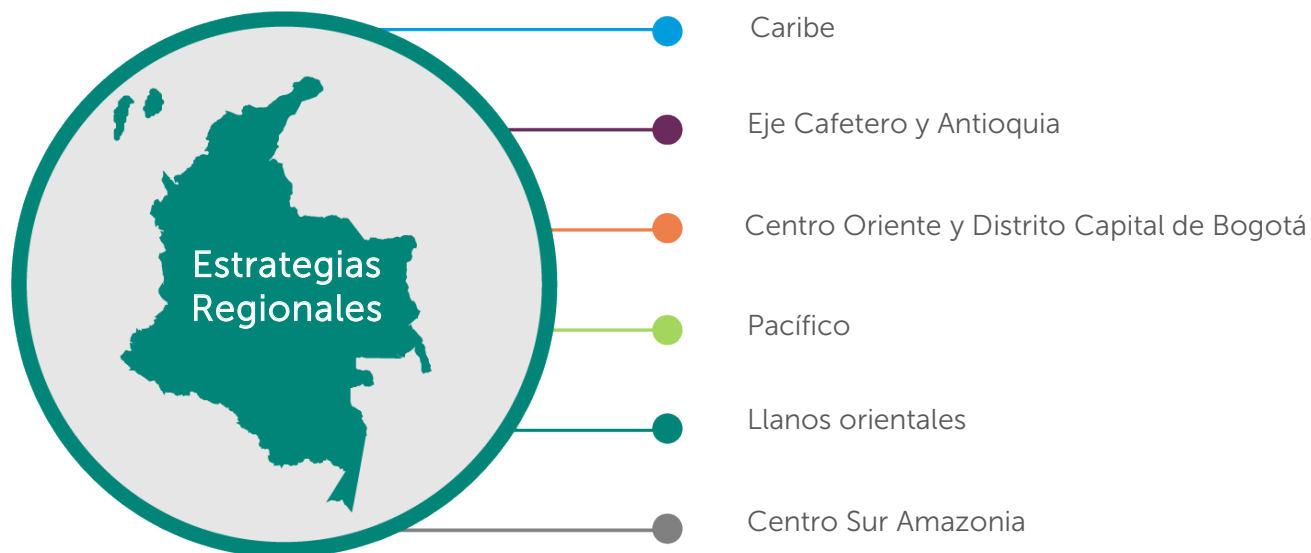 Estrategias
Regionales
Caribe
Eje Cafetero y Antioquia
Centro Oriente y Distrito Capital de Bogotá
Pacífico
Llanos orientales
Centro Sur Amazonia